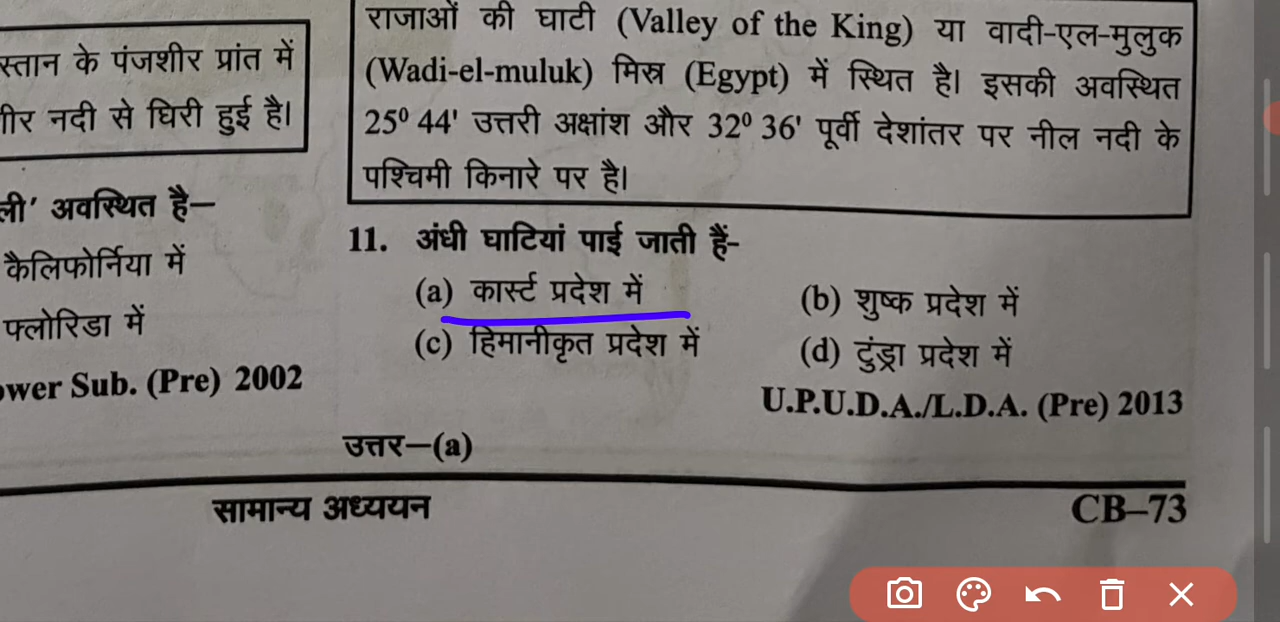 स्तान के पंजशीर प्रांत में
गीर नदी से घिरी हुई है।
ली' अवस्थित है–
कैलिफोर्निया में
फ्लोरिडा में
ower Sub. (Pre) 2002
राजाओं की घाटी (Valley of the King) या वादी-एल-मुलुक
(Wadi-el-muluk) मिस्र (Egypt) में स्थित है। इसकी अवस्थित
25⁰ 44' उत्तरी अक्षांश और 32⁰ 36' पूर्वी देशांतर पर नील नदी के
पश्चिमी किनारे पर है।
11. अंधी घाटियां पाई जाती हैं-
(a) कार्स्ट प्रदेश में (b) शुष्क प्रदेश में
(c) हिमानीकृत प्रदेश में (d) टुंड्रा प्रदेश में
U.P.U.D.A./L.D.A. (Pre) 2013
उत्तर–(a)
सामान्य अध्ययन CB–73